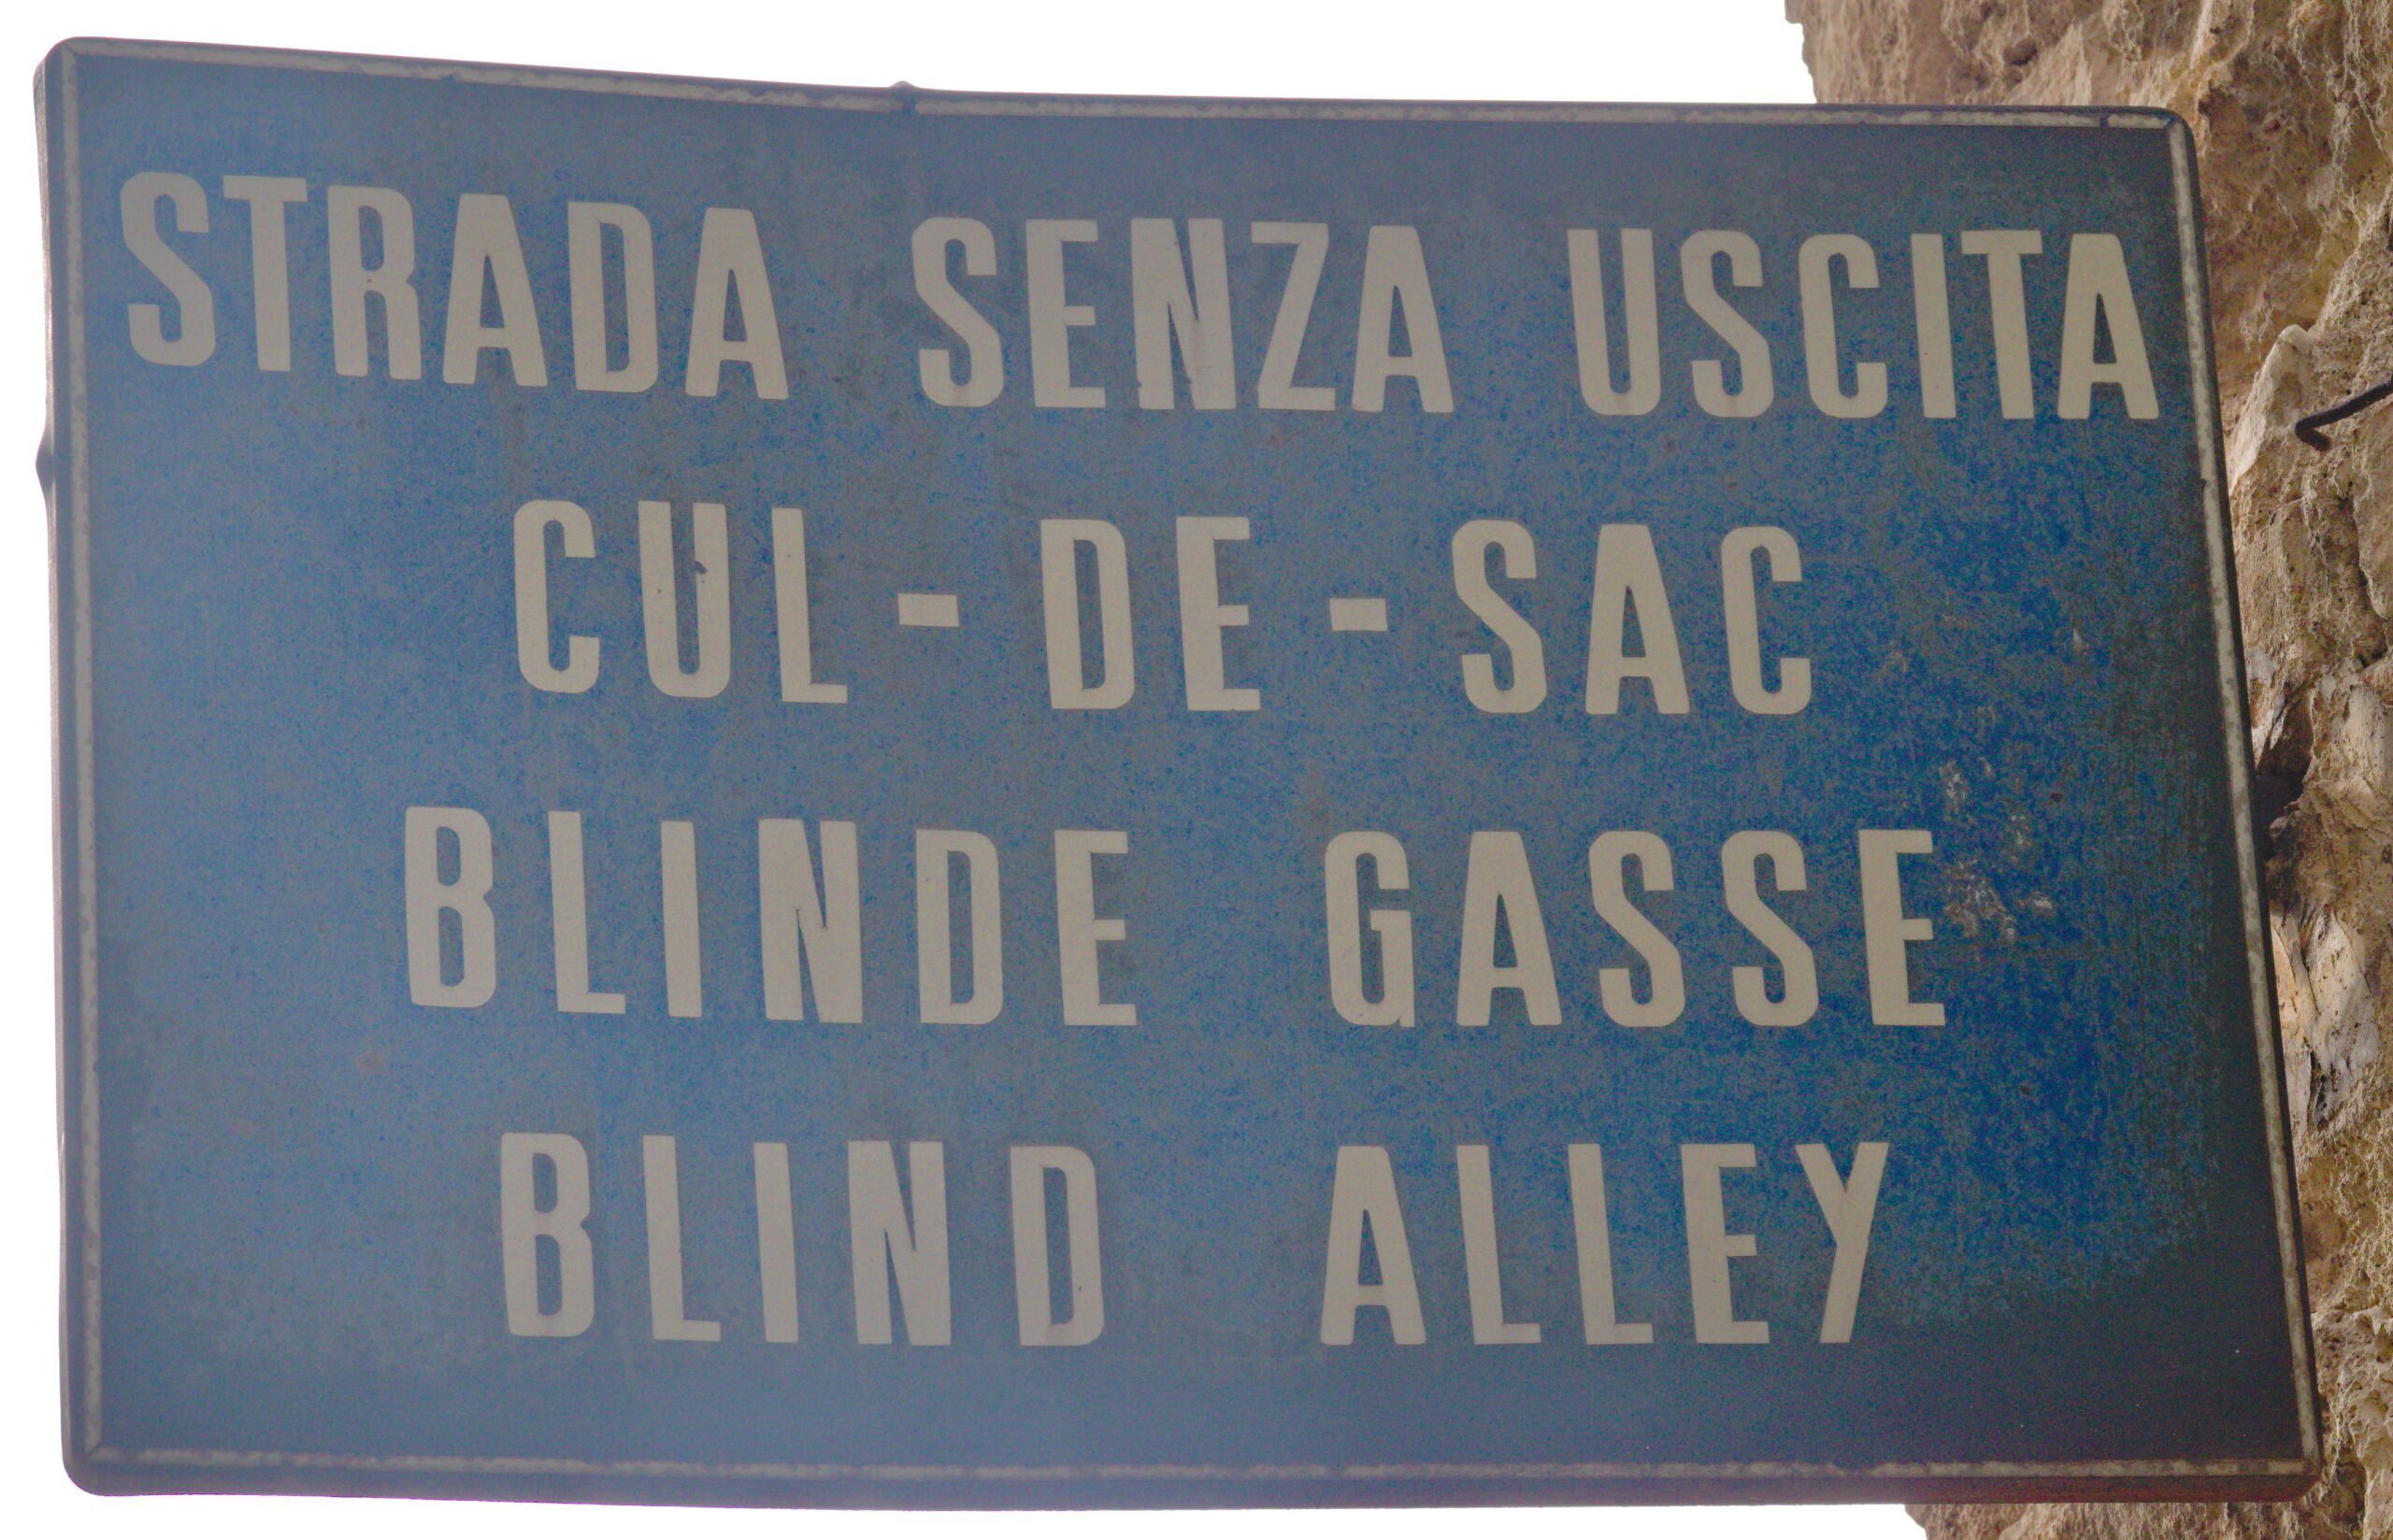 STRADA SENZA USCITA
CUL-DE-SAC
BLINDE GASSE
BLIND ALLEY